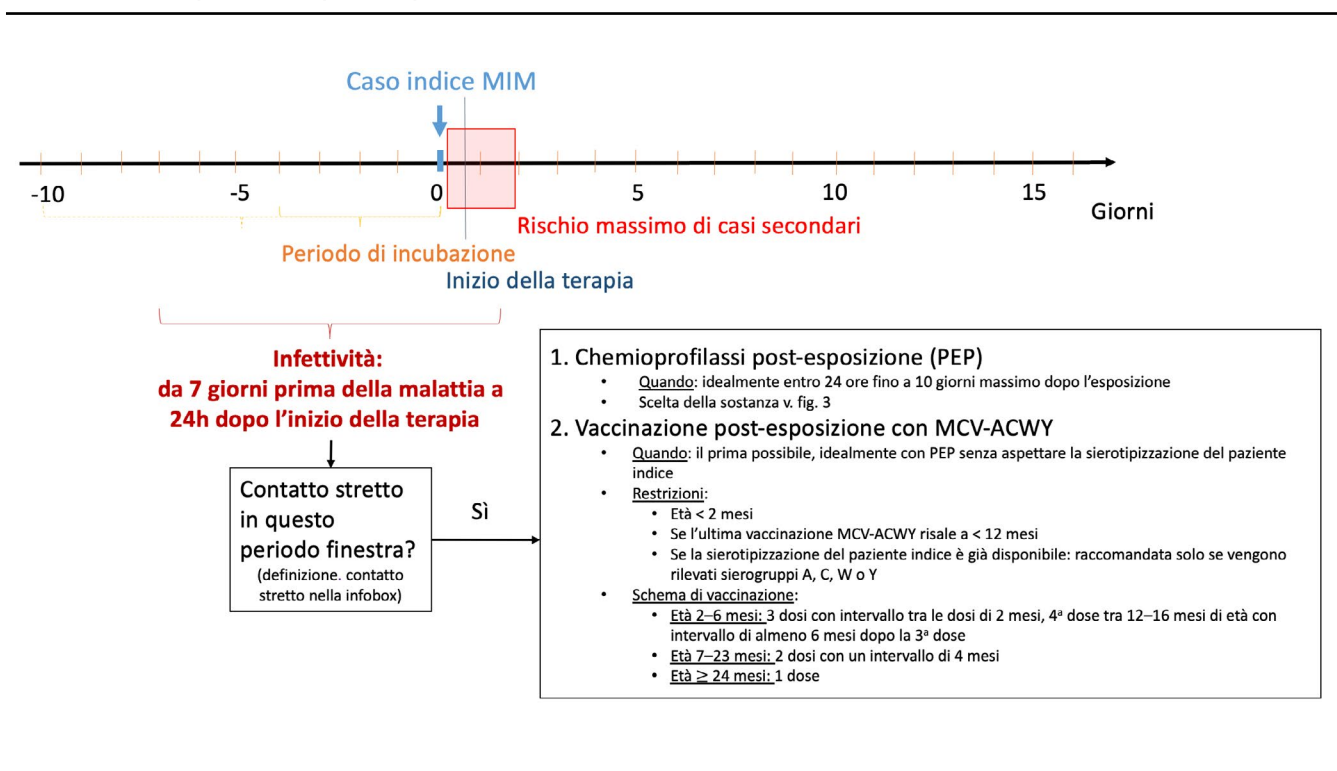 Caso indice MIM
-10 -5 0 5 10 15
Giorni
Rischio massimo di casi secondari
Periodo di incubazione
Inizio della terapia
Infettività:
da 7 giorni prima della malattia a
24h dopo l’inizio della terapia
Contatto stretto
in questo
periodo finestra?
(definizione. contatto
stretto nella infobox)
Sì
1. Chemioprofilassi post-esposizione (PEP)
• Quando: idealmente entro 24 ore fino a 10 giorni massimo dopo l’esposizione
• Scelta della sostanza v. fig. 3
2. Vaccinazione post-esposizione con MCV-ACWY
• Quando: il prima possibile, idealmente con PEP senza aspettare la sierotipizzazione del paziente
indice
• Restrizioni:
• Età < 2 mesi
• Se l’ultima vaccinazione MCV-ACWY risale a < 12 mesi
• Se la sierotipizzazione del paziente indice è già disponibile: raccomandata solo se vengono
rilevati sierogruppi A, C, W o Y
• Schema di vaccinazione:
• Età 2–6 mesi: 3 dosi con intervallo tra le dosi di 2 mesi, 4ª dose tra 12–16 mesi di età con
intervallo di almeno 6 mesi dopo la 3ª dose
• Età 7–23 mesi: 2 dosi con un intervallo di 4 mesi
• Età ≥ 24 mesi: 1 dose